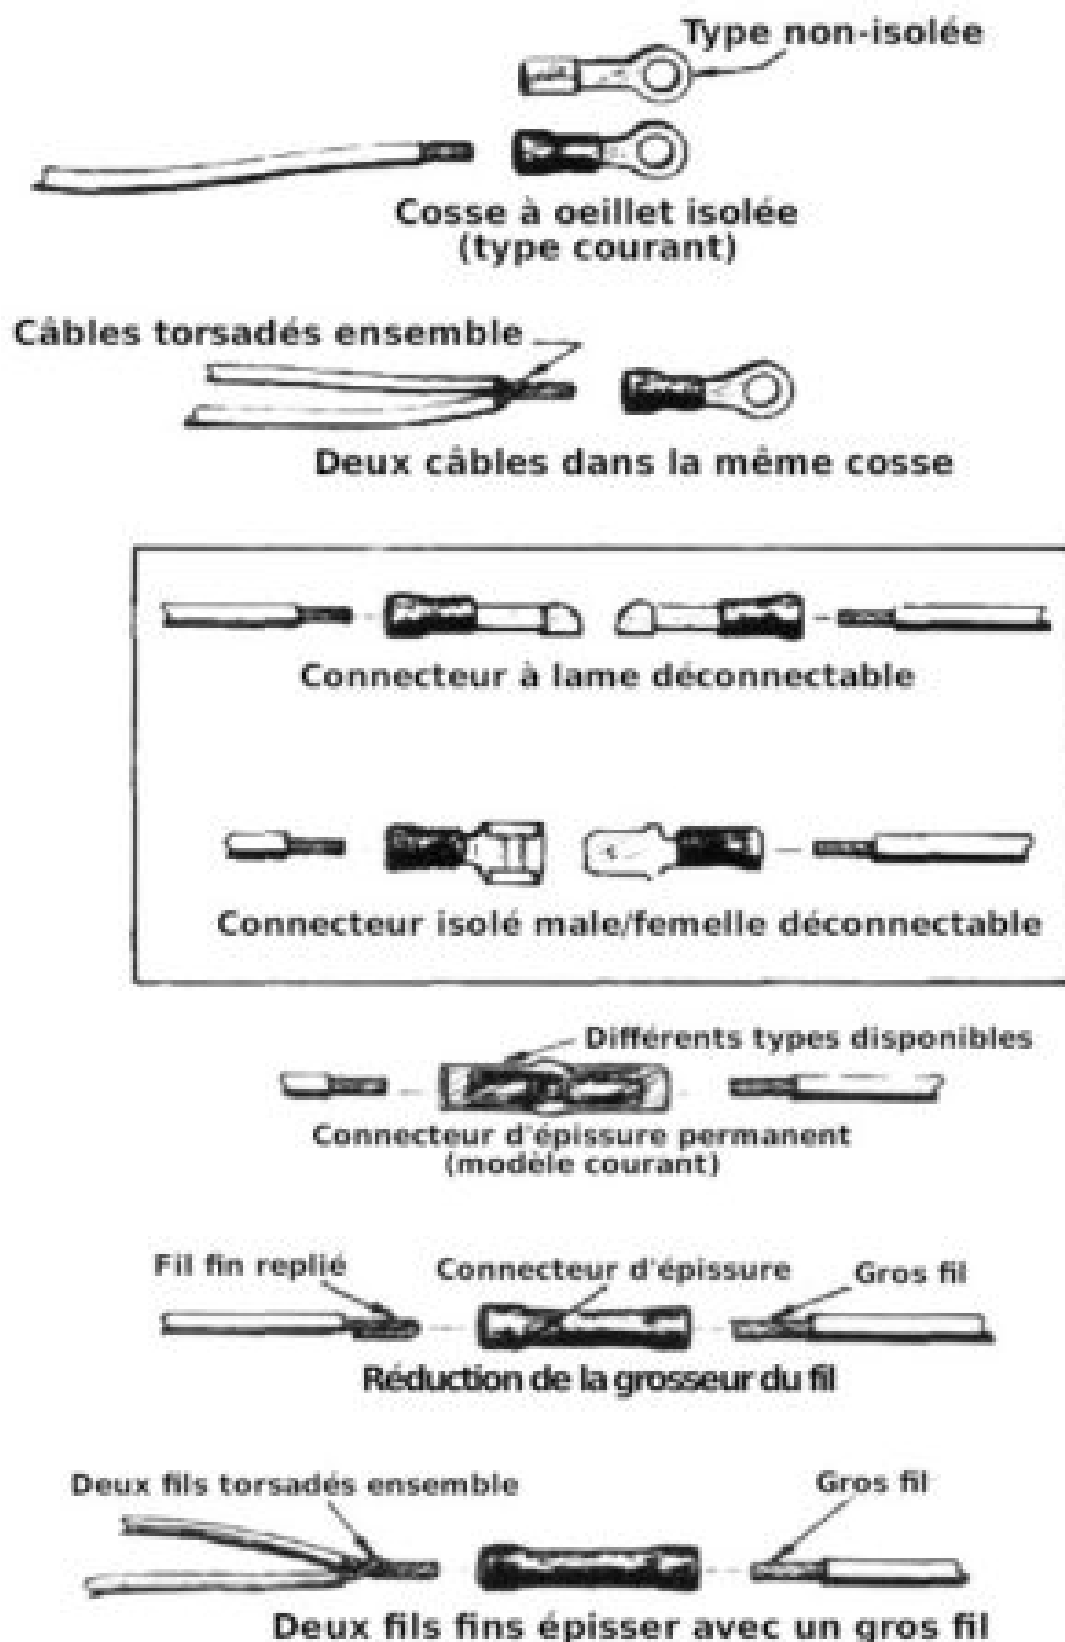 Type non-isolée
Cosse à oeillet isolée
(type courant)
Câbles torsadés ensemble
Deux câbles dans la même cosse
Connecteur à lame déconnectable
Connecteur isolé male/femelle déconnectable
Différents types disponibles
Connecteur d'épissure permanent
(modèle courant)
Fil fin replié
Connecteur d'épissure
Gros fil
Réduction de la grosseur du fil
Deux fils torsadés ensemble
Gros fil
Deux fils fins épisser avec un gros fil